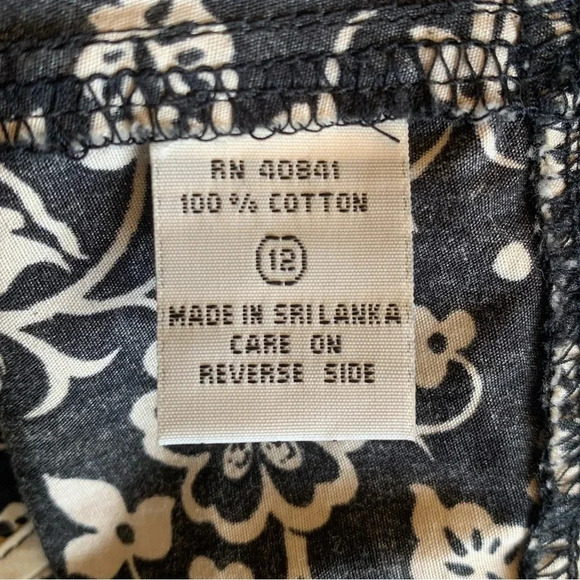 RN 40841
100% COTTON
12
MADE IN SRI LANKA
CARE ON
REVERSE SIDE